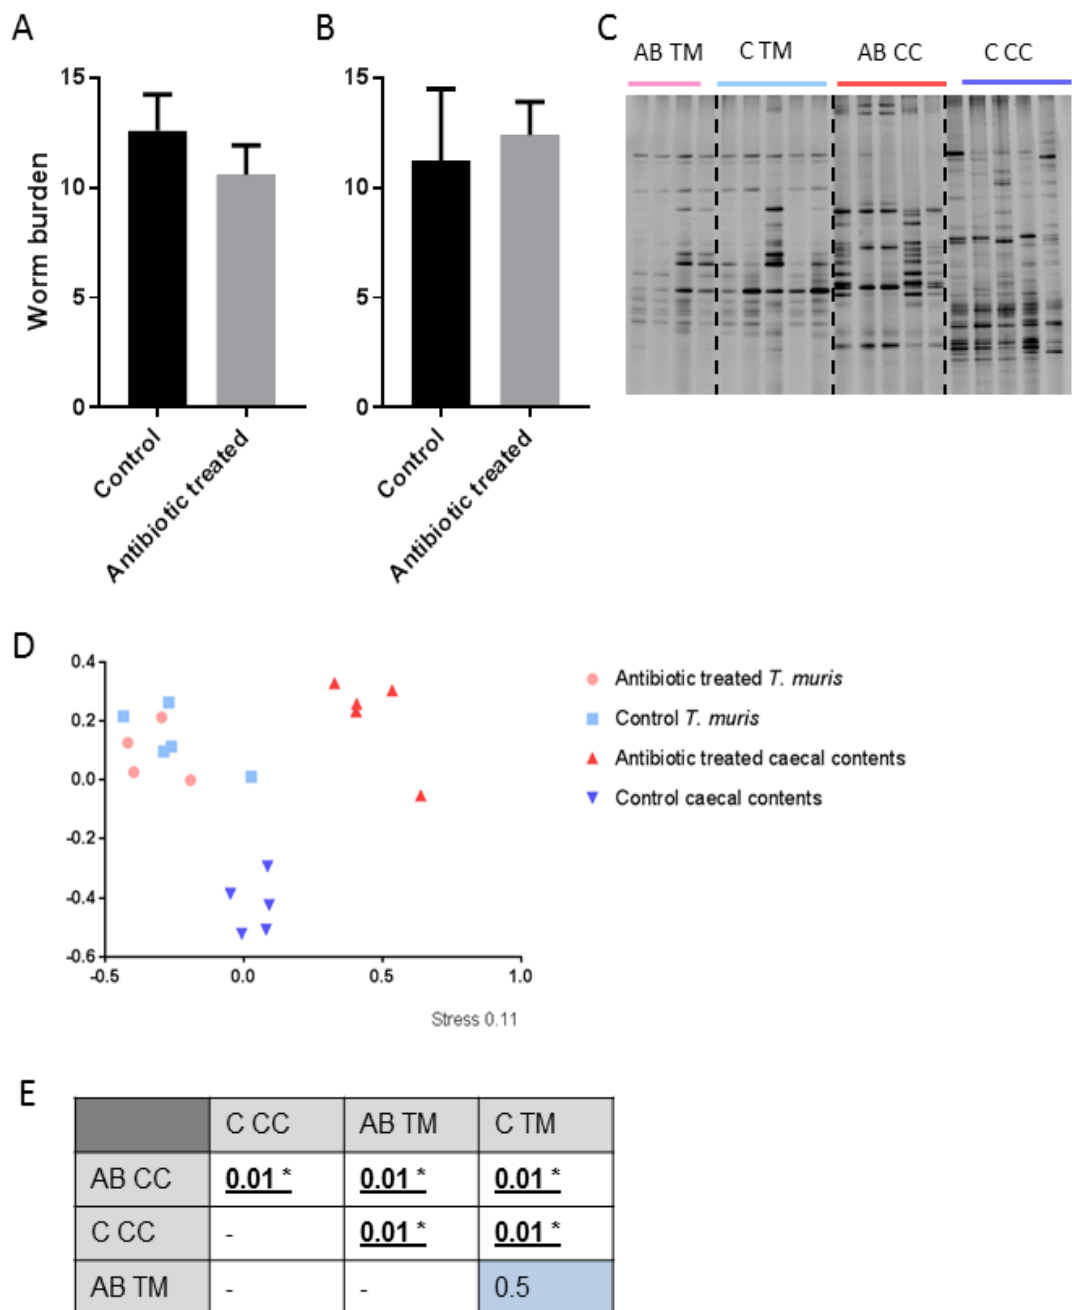 A
B
C
AB TM
C TM
AB CC
C CC
Worm burden
15
10
5
0
Control
Antibiotic treated
15
10
5
0
Control
Antibiotic treated
D
0.4
0.2
0.0
-0.2
-0.4
-0.6
-0.5
0.0
0.5
1.0
Stress 0.11
Antibiotic treated T. muris
Control T. muris
Antibiotic treated caecal contents
Control caecal contents
E
C CC AB TM C TM
AB CC 0.01 * 0.01 * 0.01 *
C CC - 0.01 * 0.01 *
AB TM - - 0.5